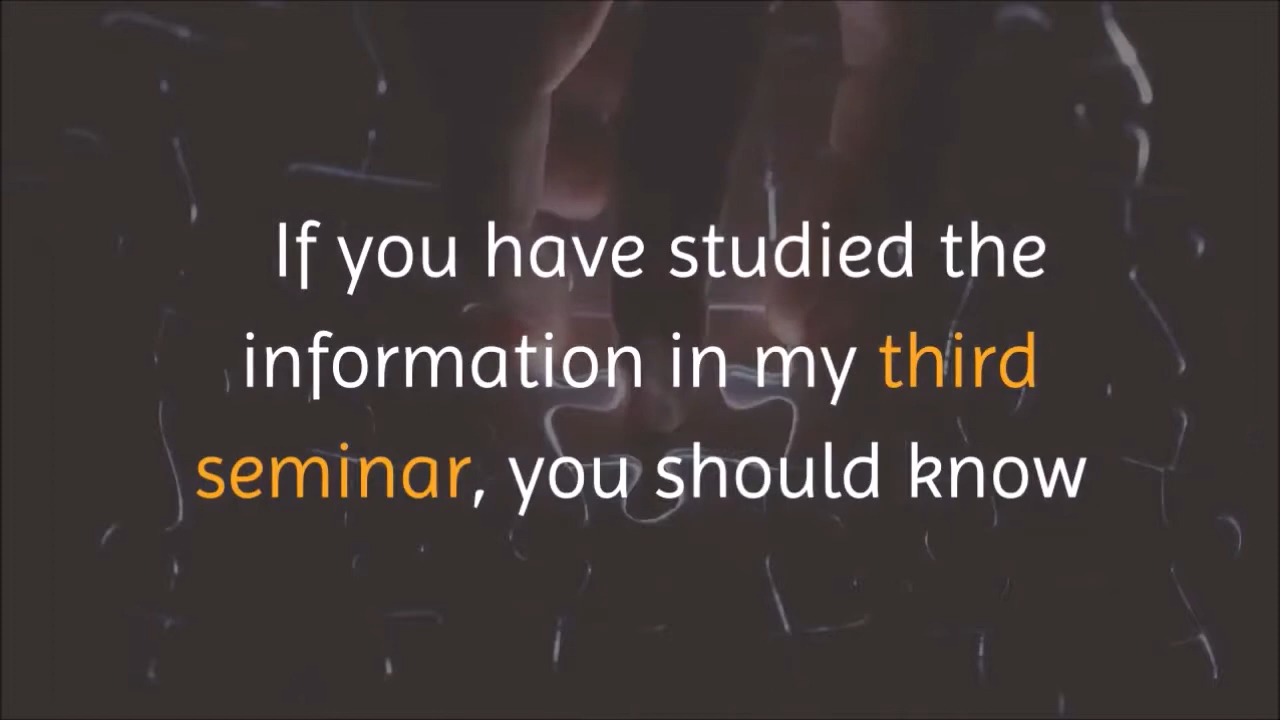 If you have studied the
information in my third
seminar, you should know